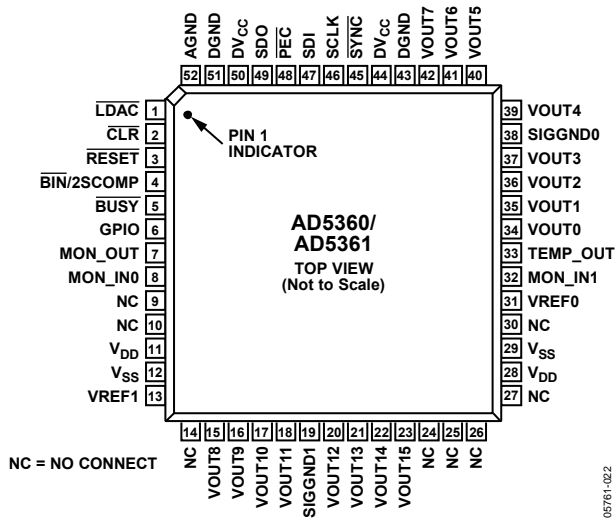 AGND
DGND
DVCC
SDO
PEC
SDI
SCLK
SYNC
DVCC
DGND
VOUT7
VOUT6
VOUT5
52 51 50 49 48 47 46 45 44 43 42 41 40
LDAC 1
CLR 2
RESET 3
BIN/2SCOMP 4
BUSY 5
GPIO 6
MON_OUT 7
MON_IN0 8
NC 9
NC 10
VDD 11
VSS 12
VREF1 13
PIN 1
INDICATOR
AD5360/
AD5361
TOP VIEW
(Not to Scale)
39 VOUT4
38 SIGGND0
37 VOUT3
36 VOUT2
35 VOUT1
34 VOUT0
33 TEMP_OUT
32 MON_IN1
31 VREF0
30 NC
29 VSS
28 VDD
27 NC
14 15 16 17 18 19 20 21 22 23 24 25 26
NC
VOUT8
VOUT9
VOUT10
VOUT11
SIGGND1
VOUT12
VOUT13
VOUT14
VOUT15
NC
NC
NC
NC = NO CONNECT
05761-022